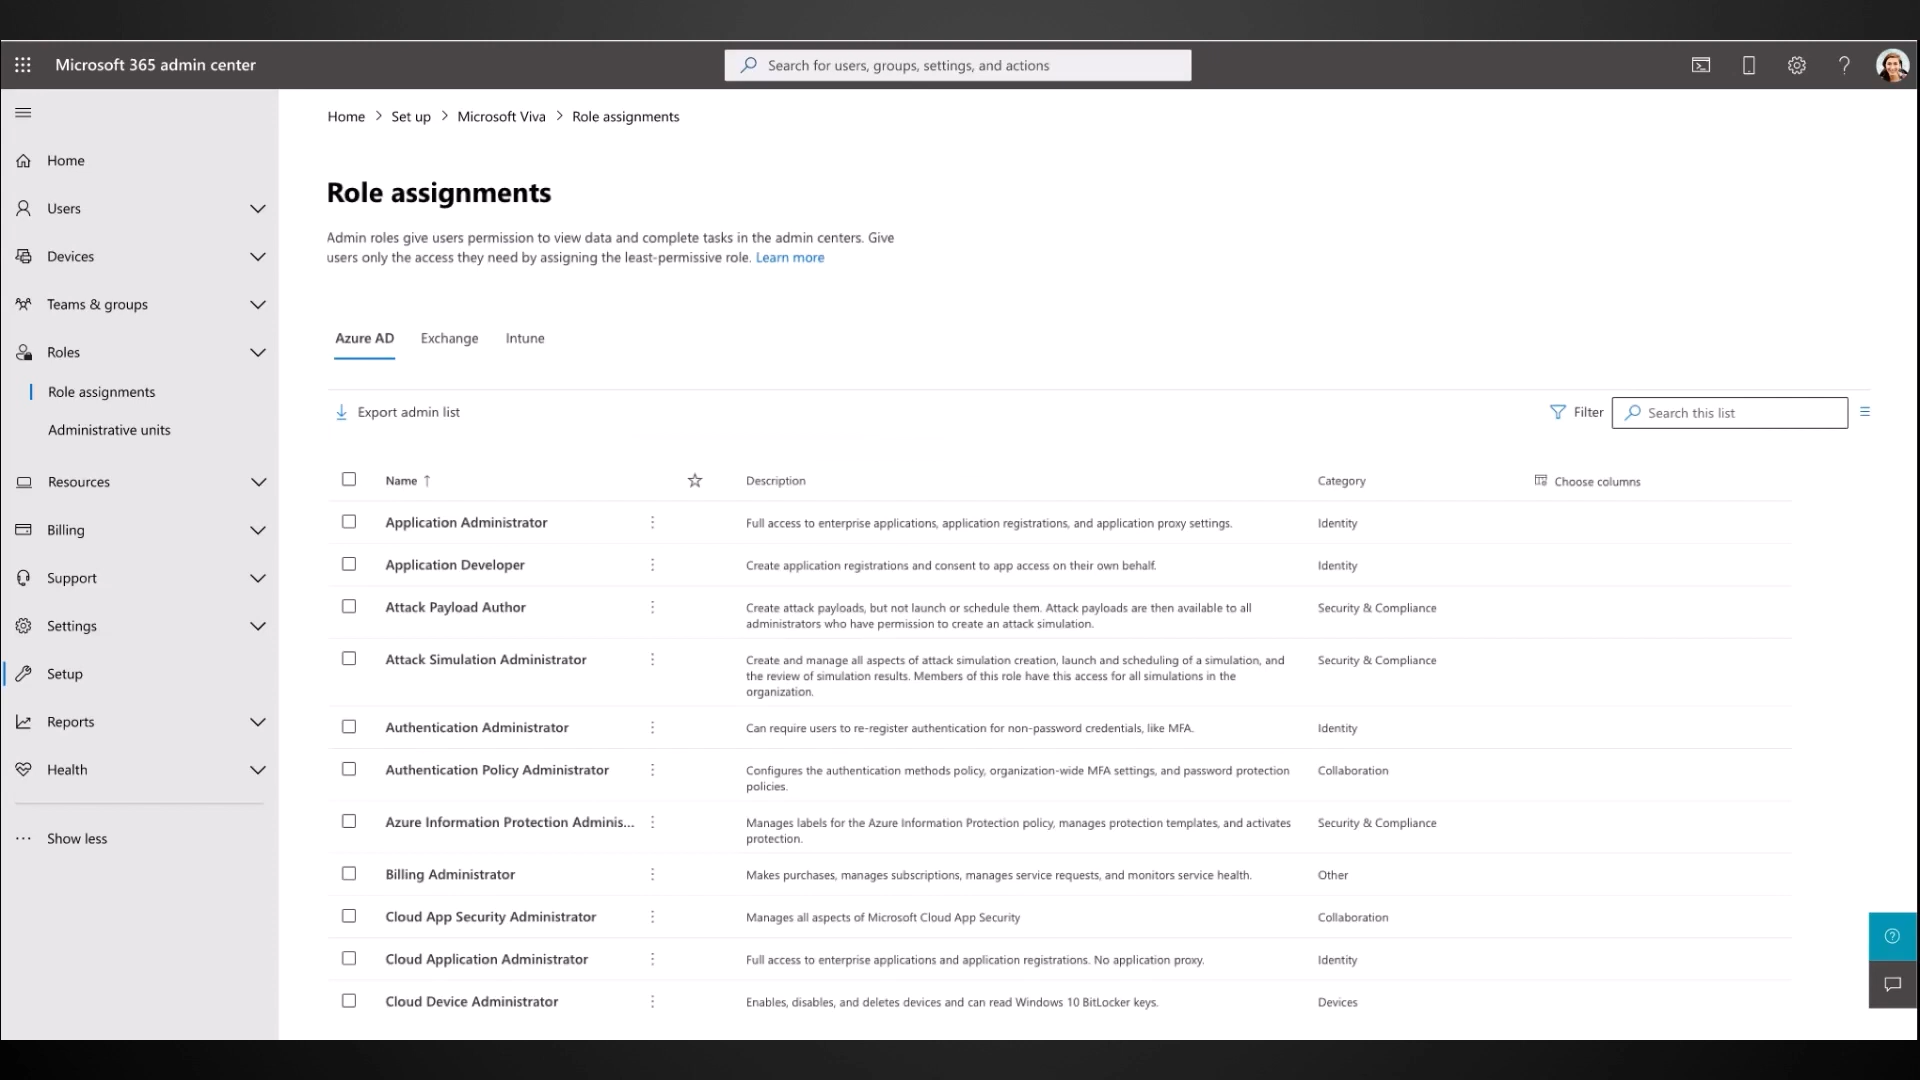 Microsoft 365 admin center
Search for users, groups, settings, and actions
Home
Users
Devices
Teams & groups
Roles
Role assignments
Administrative units
Resources
Billing
Support
Settings
Setup
Reports
Health
Show less
Home > Set up > Microsoft Viva > Role assignments
Role assignments
Admin roles give users permission to view data and complete tasks in the admin centers. Give
users only the access they need by assigning the least-permissive role. Learn more
Azure AD Exchange Intune
Export admin list Filter Search this list
Name ↑ Description Category Choose columns
Application Administrator Full access to enterprise applications, application registrations, and application proxy settings. Identity
Application Developer Create application registrations and consent to app access on their own behalf. Identity
Attack Payload Author Create attack payloads, but not launch or schedule them. Attack payloads are then available to all Security & Compliance
administrators who have permission to create an attack simulation.
Attack Simulation Administrator Create and manage all aspects of attack simulation creation, launch and scheduling of a simulation, and Security & Compliance
the review of simulation results. Members of this role have this access for all simulations in the
organization.
Authentication Administrator Can require users to re-register authentication for non-password credentials, like MFA. Identity
Authentication Policy Administrator Configures the authentication methods policy, organization-wide MFA settings, and password protection Collaboration
policies.
Azure Information Protection Adminis... Manages labels for the Azure Information Protection policy, manages protection templates, and activates Security & Compliance
protection.
Billing Administrator Makes purchases, manages subscriptions, manages service requests, and monitors service health. Other
Cloud App Security Administrator Manages all aspects of Microsoft Cloud App Security Collaboration
Cloud Application Administrator Full access to enterprise applications and application registrations. No application proxy. Identity
Cloud Device Administrator Enables, disables, and deletes devices and can read Windows 10 BitLocker keys. Devices